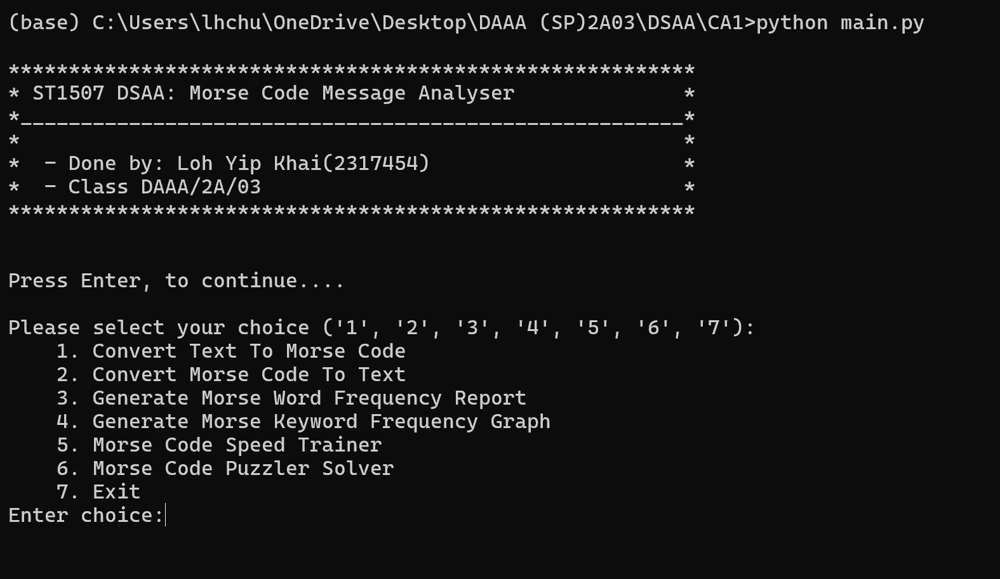 (base) C:\Users\lhchu\OneDrive\Desktop\DAAA (SP)2A03\DSAA\CA1>python main.py
*********************************************************
* ST1507 DSAA: Morse Code Message Analyser              *
*_______________________________________________________*
*                                                       *
*  - Done by: Loh Yip Khai(2317454)                     *
*  - Class DAAA/2A/03                                   *
*********************************************************
Press Enter, to continue....
Please select your choice ('1', '2', '3', '4', '5', '6', '7'):
    1. Convert Text To Morse Code
    2. Convert Morse Code To Text
    3. Generate Morse Word Frequency Report
    4. Generate Morse Keyword Frequency Graph
    5. Morse Code Speed Trainer
    6. Morse Code Puzzler Solver
    7. Exit
Enter choice: